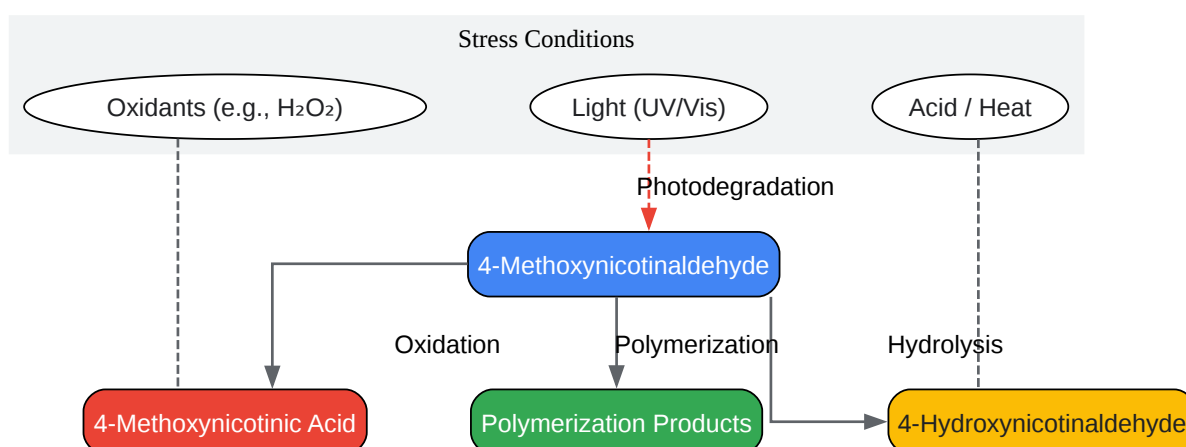 Stress Conditions
Oxidants (e.g., H₂O₂)
Light (UV/Vis)
Acid / Heat
Photodegradation
4-Methoxynicotinaldehyde
Oxidation
Polymerization
Hydrolysis
4-Methoxynicotinic Acid
Polymerization Products
4-Hydroxynicotinaldehyde